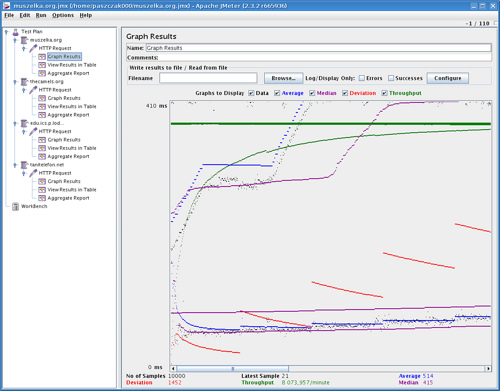 muszelka.org.jmx (/home/paszczak000/muszelka.org.jmx) - Apache JMeter (2.3.2 r665936)
File Edit Run Options Help
-1 / 110
Test Plan
muszelka.org
HTTP Request
Graph Results
View Results in Table
Aggregate Report
thecamels.org
HTTP Request
Graph Results
View Results in Table
Aggregate Report
edu.ics.p.lod...
HTTP Request
Graph Results
View Results in Table
Aggregate Report
tanitelefon.net
HTTP Request
Graph Results
View Results in Table
Aggregate Report
WorkBench
Graph Results
Name: Graph Results
Comments:
Write results to file / Read from file
Filename Browse... Log/Display Only: Errors Successes Configure
Graphs to Display Data Average Median Deviation Throughput
410 ms
0 ms
No of Samples 10000 Latest Sample 21 Average 514
Deviation 1452 Throughput 8 073,957/minute Median 415